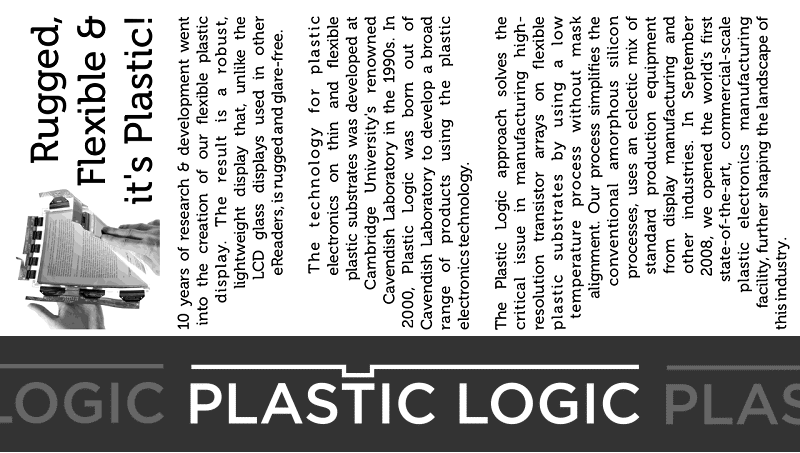 Rugged,
Flexible &
it's Plastic!
10 years of research & development went
into the creation of our flexible plastic
display. The result is a robust,
lightweight display that, unlike the
LCD glass displays used in other
eReaders, is rugged and glare-free.
The technology for plastic
electronics on thin and flexible
plastic substrates was developed at
Cambridge University's renowned
Cavendish Laboratory in the 1990s. In
2000, Plastic Logic was born out of
Cavendish Laboratory to develop a broad
range of products using the plastic
electronics technology.
The Plastic Logic approach solves the
critical issue in manufacturing high-
resolution transistor arrays on flexible
plastic substrates by using a low
temperature process without mask
alignment. Our process simplifies the
conventional amorphous silicon
processes, uses an eclectic mix of
standard production equipment
from display manufacturing and
other industries. In September
2008, we opened the world's first
state-of-the-art, commercial-scale
plastic electronics manufacturing
facility, further shaping the landscape of
this industry.
LOGIC PLASTIC LOGIC PLAS